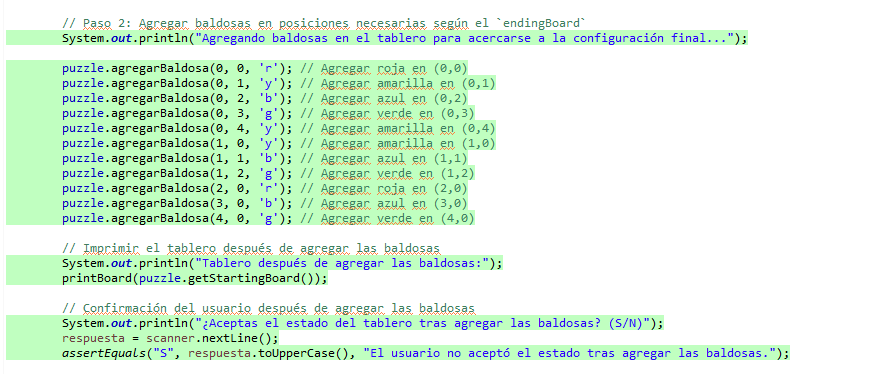 // Paso 2: Agregar baldosas en posiciones necesarias según el `endingBoard`
System.out.println("Agregando baldosas en el tablero para acercarse a la configuración final...");
puzzle.agregarBaldosa(0, 0, 'r'); // Agregar roja en (0,0)
puzzle.agregarBaldosa(0, 1, 'y'); // Agregar amarilla en (0,1)
puzzle.agregarBaldosa(0, 2, 'b'); // Agregar azul en (0,2)
puzzle.agregarBaldosa(0, 3, 'g'); // Agregar verde en (0,3)
puzzle.agregarBaldosa(0, 4, 'y'); // Agregar amarilla en (0,4)
puzzle.agregarBaldosa(1, 0, 'y'); // Agregar amarilla en (1,0)
puzzle.agregarBaldosa(1, 1, 'b'); // Agregar azul en (1,1)
puzzle.agregarBaldosa(1, 2, 'g'); // Agregar verde en (1,2)
puzzle.agregarBaldosa(2, 0, 'r'); // Agregar roja en (2,0)
puzzle.agregarBaldosa(3, 0, 'b'); // Agregar azul en (3,0)
puzzle.agregarBaldosa(4, 0, 'g'); // Agregar verde en (4,0)
// Imprimir el tablero después de agregar las baldosas
System.out.println("Tablero después de agregar las baldosas:");
printBoard(puzzle.getStartingBoard());
// Confirmación del usuario después de agregar las baldosas
System.out.println("¿Aceptas el estado del tablero tras agregar las baldosas? (S/N)");
respuesta = scanner.nextLine();
assertEquals("S", respuesta.toUpperCase(), "El usuario no aceptó el estado tras agregar las baldosas.");